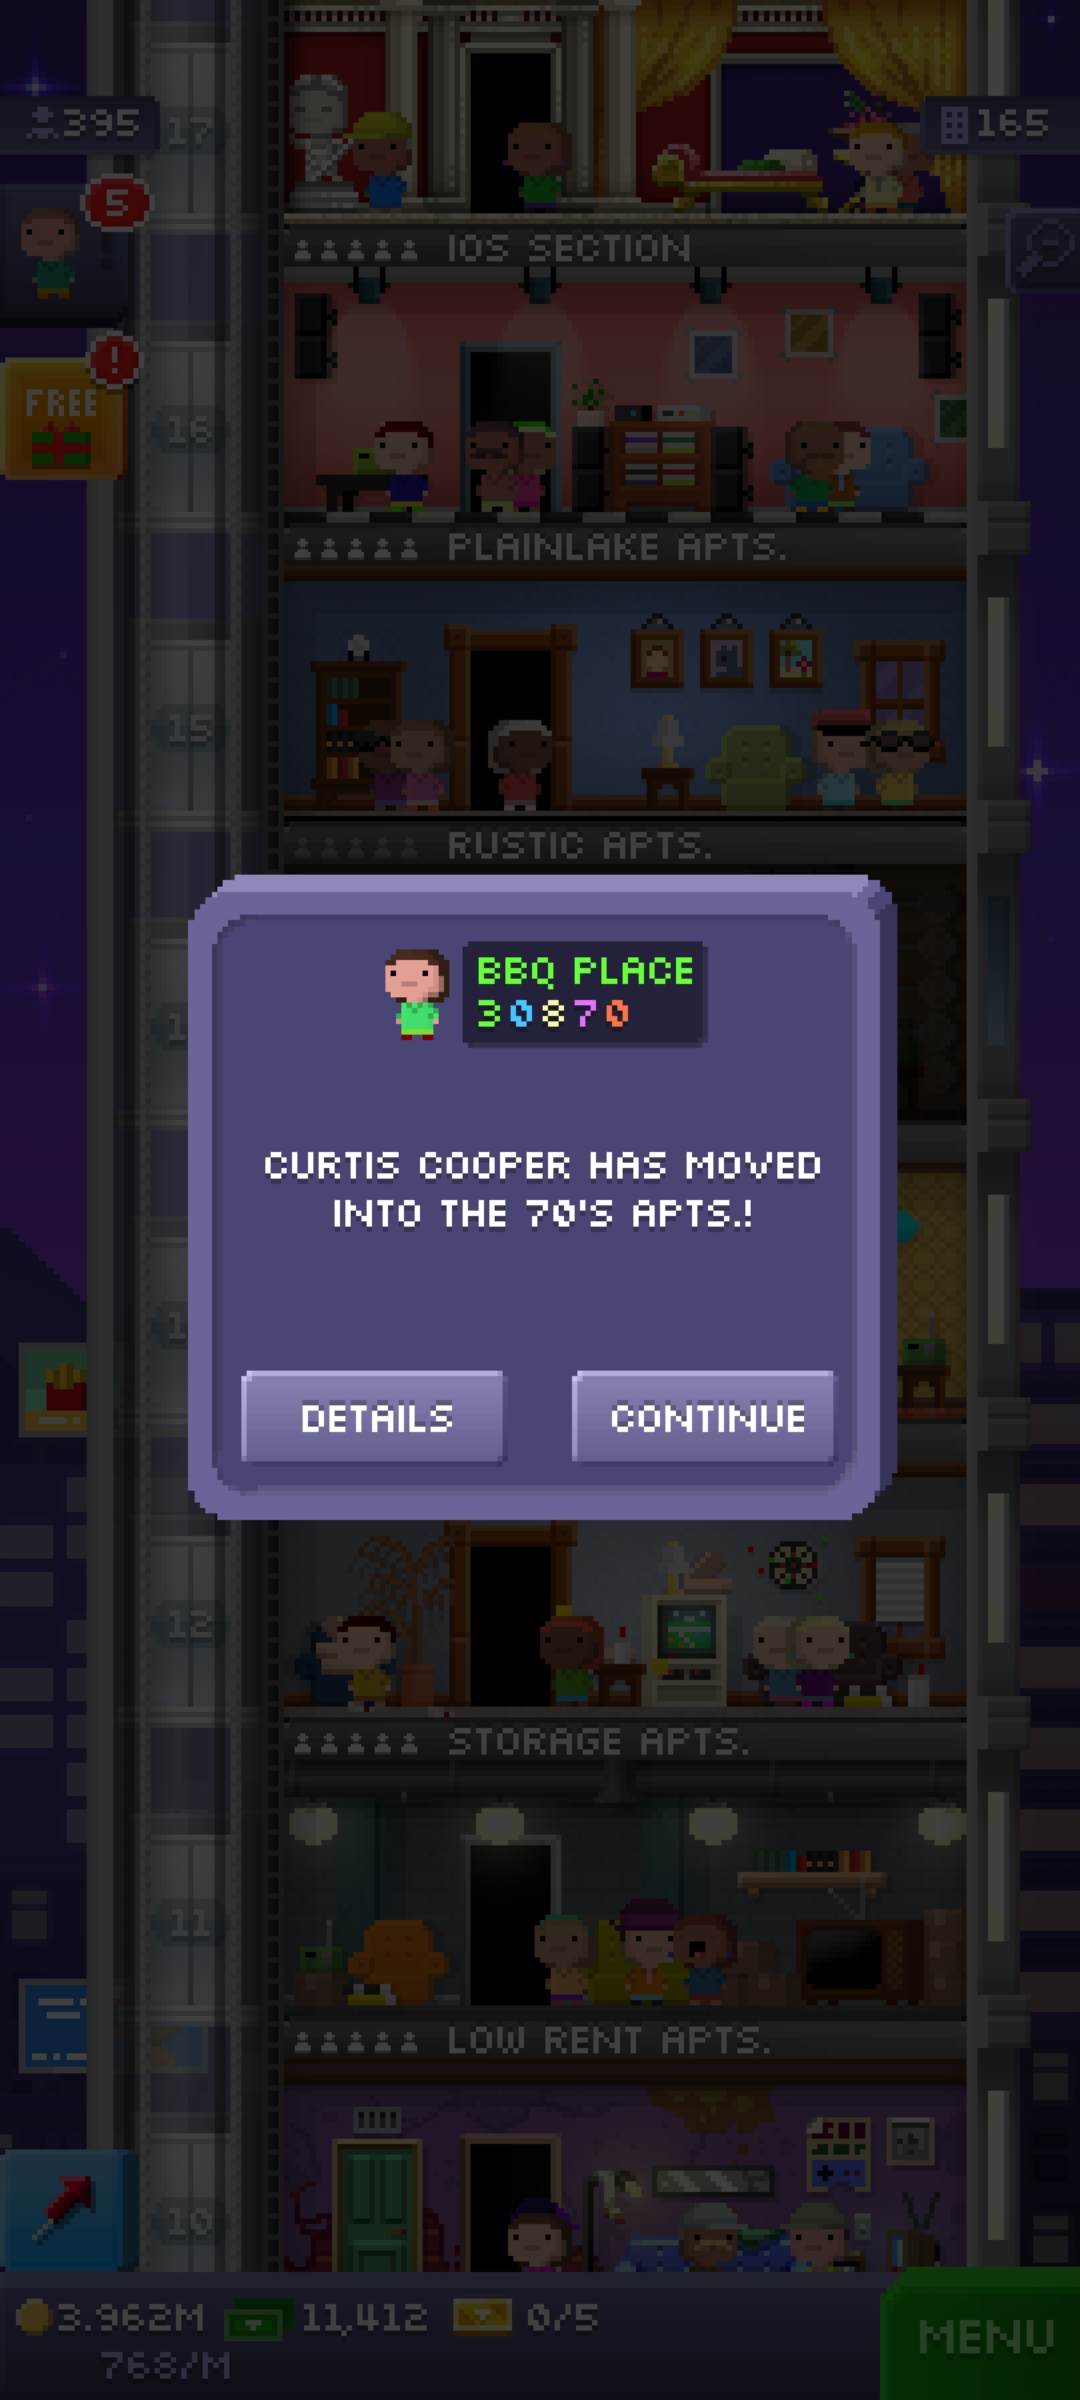 17
395
165
5
IOS SECTION
!
FREE
16
PLAINLAKE APTS.
15
RUSTIC APTS.
BBQ PLACE
30870
CURTIS COOPER HAS MOVED
INTO THE 70'S APTS.!
DETAILS
CONTINUE
12
STORAGE APTS.
11
LOW RENT APTS.
10
3.962M
11,412
0/5
768/M
MENU